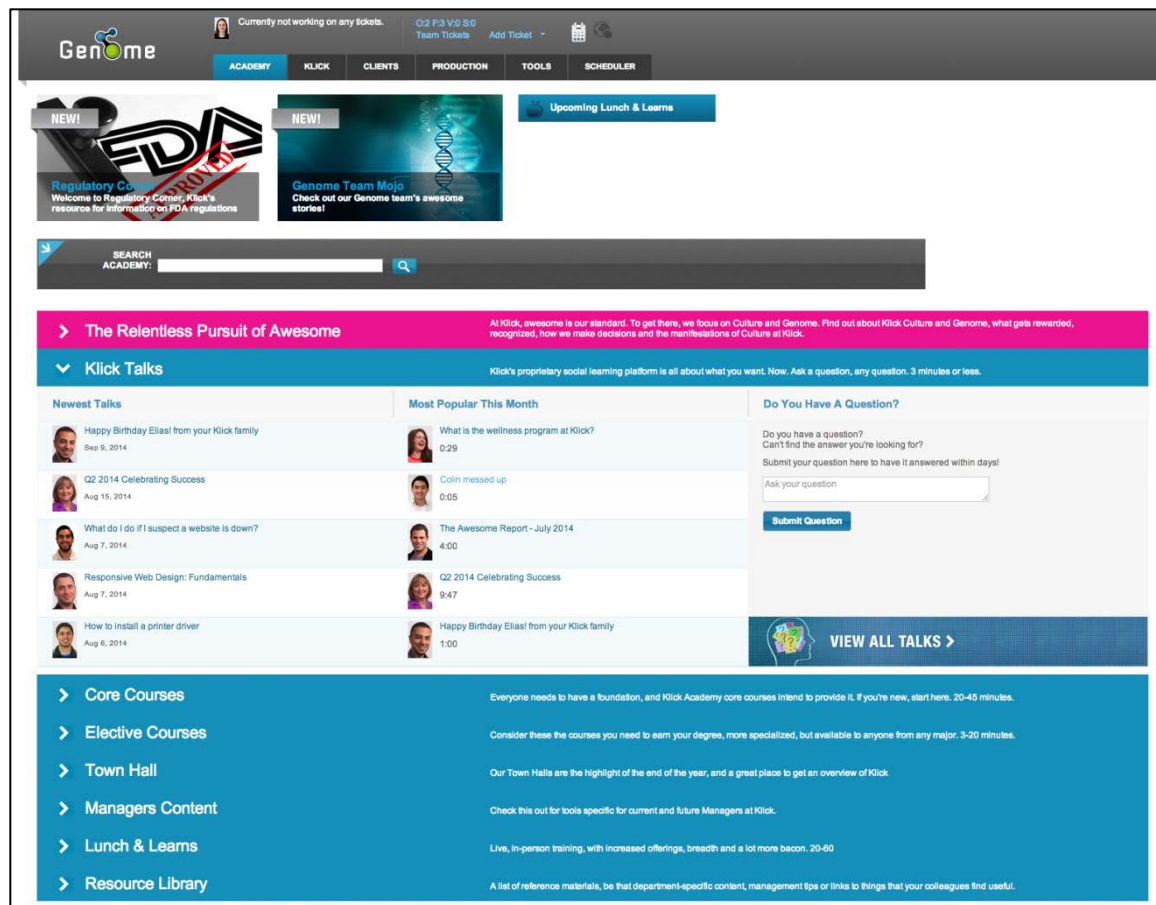 Genome
Currently not working on any tickets.
O:2 F:3 V:0 S:0
Team Tickets Add Ticket
ACADEMY KLICK CLIENTS PRODUCTION TOOLS SCHEDULER
NEW!
FDA
APPROVED
Regulatory Corner
Welcome to Regulatory Corner, Klick's
resource for information on FDA regulations
NEW!
Genome Team Mojo
Check out our Genome team's awesome
stories!
Upcoming Lunch & Learns
SEARCH
ACADEMY:
The Relentless Pursuit of Awesome
At Klick, awesome is our standard. To get there, we focus on Culture and Genome. Find out about Klick Culture and Genome, what gets rewarded,
recognized, how we make decisions and the manifestations of Culture at Klick.
Klick Talks
Klick's proprietary social learning platform is all about what you want. Now. Ask a question, any question. 3 minutes or less.
Newest Talks
Happy Birthday Elias! from your Klick family
Sep 9, 2014
Q2 2014 Celebrating Success
Aug 15, 2014
What do I do if I suspect a website is down?
Aug 7, 2014
Responsive Web Design: Fundamentals
Aug 7, 2014
How to install a printer driver
Aug 6, 2014
Most Popular This Month
What is the wellness program at Klick?
0:29
Colin messed up
0:05
The Awesome Report - July 2014
4:00
Q2 2014 Celebrating Success
9:47
Happy Birthday Elias! from your Klick family
1:00
Do You Have A Question?
Do you have a question?
Can't find the answer you're looking for?
Submit your question here to have it answered within days!
Ask your question
Submit Question
VIEW ALL TALKS
Core Courses
Everyone needs to have a foundation, and Klick Academy core courses intend to provide it. If you're new, start here. 20-45 minutes.
Elective Courses
Consider these the courses you need to earn your degree, more specialized, but available to anyone from any major. 3-20 minutes.
Town Hall
Our Town Halls are the highlight of the end of the year, and a great place to get an overview of Klick
Managers Content
Check this out for tools specific for current and future Managers at Klick.
Lunch & Learns
Live, in-person training, with increased offerings, breadth and a lot more bacon. 20-60
Resource Library
A list of reference materials, be that department-specific content, management tips or links to things that your colleagues find useful.